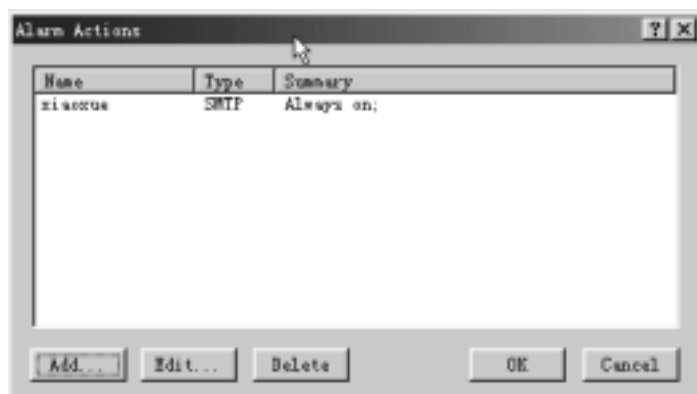 Alarm Actions
Name Type Summary
xiaoxue SMTP Always on;
Add... Edit... Delete OK Cancel